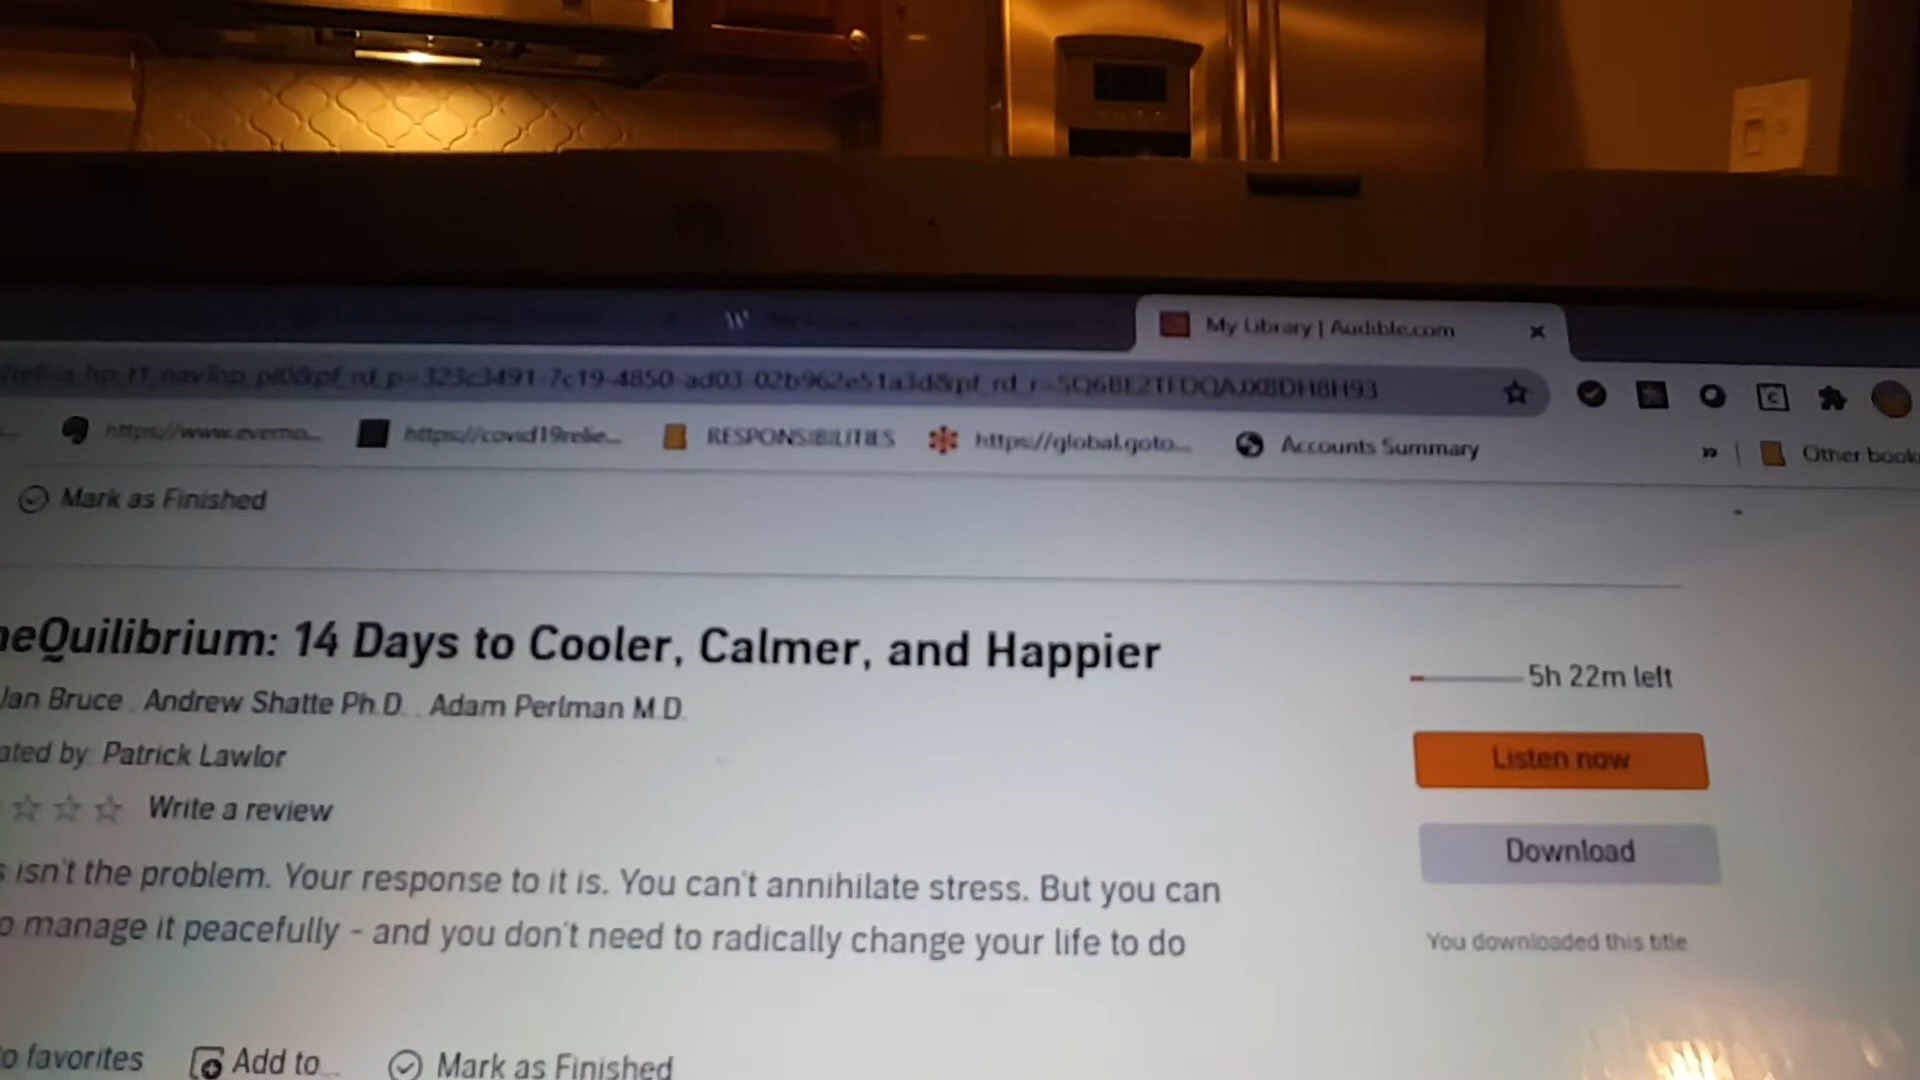 My Library | Audible.com
https://www.everno...
https://covid19relie...
RESPONSIBILITIES
https://global.goto...
Accounts Summary
»
Other book
Mark as Finished
neQuilibrium: 14 Days to Cooler, Calmer, and Happier
5h 22m left
Jan Bruce , Andrew Shatte Ph.D. , Adam Perlman M.D.
ated by: Patrick Lawlor
Listen now
Write a review
Download
s isn't the problem. Your response to it is. You can't annihilate stress. But you can
o manage it peacefully - and you don't need to radically change your life to do
You downloaded this title
o favorites
Add to...
Mark as Finished